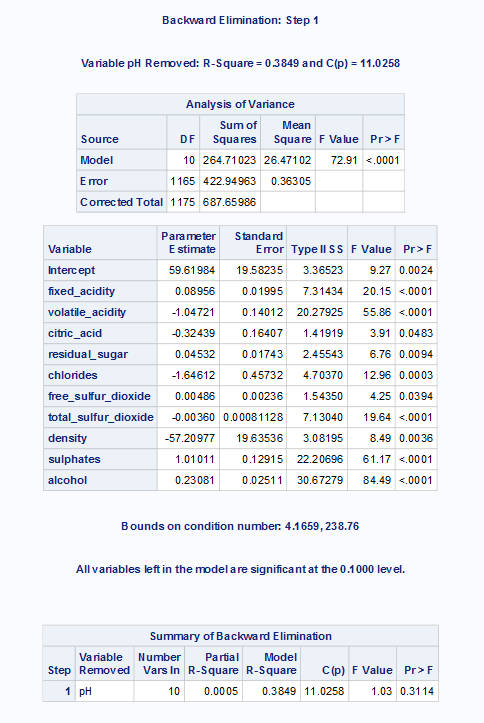 Backward Elimination: Step 1
Variable pH Removed: R-Square = 0.3849 and C(p) = 11.0258
Analysis of Variance
Source DF Sum of Squares Mean Square F Value Pr > F
Model 10 264.71023 26.47102 72.91 <.0001
Error 1165 422.94963 0.36305
Corrected Total 1175 687.65986
Variable Parameter Estimate Standard Error Type II SS F Value Pr > F
Intercept 59.61984 19.58235 3.36523 9.27 0.0024
fixed_acidity 0.08956 0.01995 7.31434 20.15 <.0001
volatile_acidity -1.04721 0.14012 20.27925 55.86 <.0001
citric_acid -0.32439 0.16407 1.41919 3.91 0.0483
residual_sugar 0.04532 0.01743 2.45543 6.76 0.0094
chlorides -1.64612 0.45732 4.70370 12.96 0.0003
free_sulfur_dioxide 0.00486 0.00236 1.54350 4.25 0.0394
total_sulfur_dioxide -0.00360 0.00081128 7.13040 19.64 <.0001
density -57.20977 19.63536 3.08195 8.49 0.0036
sulphates 1.01011 0.12915 22.20696 61.17 <.0001
alcohol 0.23081 0.02511 30.67279 84.49 <.0001
Bounds on condition number: 4.1659, 238.76
All variables left in the model are significant at the 0.1000 level.
Summary of Backward Elimination
Step Variable Removed Number Vars In Partial R-Square Model R-Square C(p) F Value Pr > F
1 pH 10 0.0005 0.3849 11.0258 1.03 0.3114